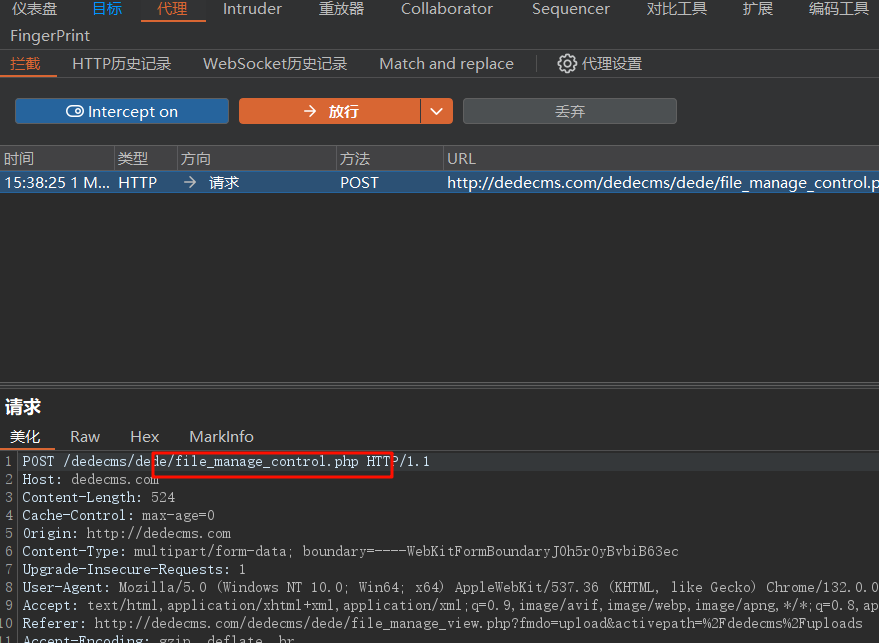 仪表盘 目标 代理 Intruder 重放器 Collaborator Sequencer 对比工具 扩展 编码工具
FingerPrint
拦截 HTTP历史记录 WebSocket历史记录 Match and replace 代理设置
Intercept on 放行 丢弃
时间 类型 方向 方法 URL
15:38:25 1 M... HTTP 请求 POST http://dedecms.com/dedecms/dede/file_manage_control.p
请求
美化 Raw Hex MarkInfo
1 POST /dedecms/dede/file_manage_control.php HTTP/1.1
2 Host: dedecms.com
3 Content-Length: 524
4 Cache-Control: max-age=0
5 Origin: http://dedecms.com
6 Content-Type: multipart/form-data; boundary=----WebKitFormBoundaryJ0h5r0yBvbiB63ec
7 Upgrade-Insecure-Requests: 1
8 User-Agent: Mozilla/5.0 (Windows NT 10.0; Win64; x64) AppleWebKit/537.36 (KHTML, like Gecko) Chrome/132.0.0
9 Accept: text/html,application/xhtml+xml,application/xml;q=0.9,image/avif,image/webp,image/apng,*/*;q=0.8,ap
10 Referer: http://dedecms.com/dedecms/dede/file_manage_view.php?fmdo=upload&activepath=%2Fdedecms%2Fuploads
11 Accept-Encoding: gzip, deflate, br